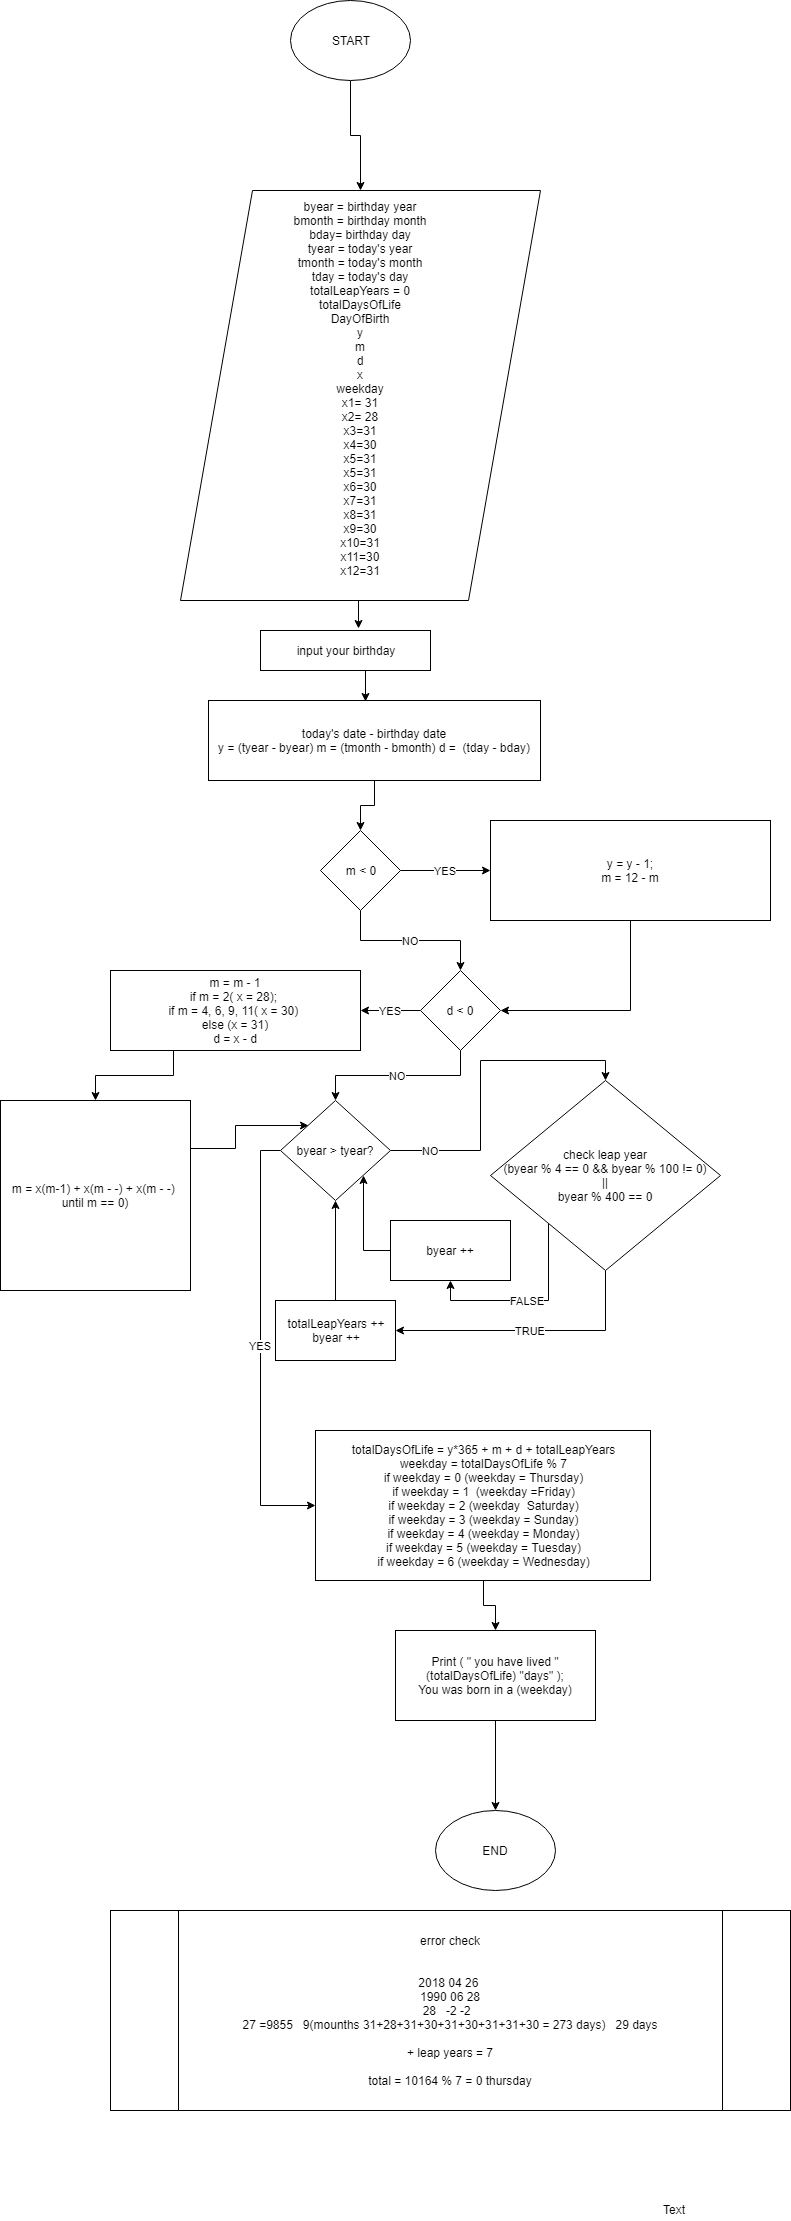 START
byear = birthday year
bmonth = birthday month
bday= birthday day
tyear = today's year
tmonth = today's month
tday = today's day
totalLeapYears = 0
totalDaysOfLife
DayOfBirth
y
m
d
x
weekday
x1= 31
x2= 28
x3=31
x4=30
x5=31
x5=31
x6=30
x7=31
x8=31
x9=30
x10=31
x11=30
x12=31
input your birthday
today's date - birthday date
y = (tyear - byear) m = (tmonth - bmonth) d = (tday - bday)
m < 0
YES
y = y - 1;
m = 12 - m
NO
d < 0
YES
m = m - 1
if m = 2( x = 28);
if m = 4, 6, 9, 11( x = 30)
else (x = 31)
d = x - d
NO
m = x(m-1) + x(m - -) + x(m - -)
until m == 0)
byear > tyear?
NO
check leap year
(byear % 4 == 0 && byear % 100 != 0)
||
byear % 400 == 0
byear ++
FALSE
totalLeapYears ++
byear ++
TRUE
YES
totalDaysOfLife = y*365 + m + d + totalLeapYears
weekday = totalDaysOfLife % 7
if weekday = 0 (weekday = Thursday)
if weekday = 1 (weekday =Friday)
if weekday = 2 (weekday Saturday)
if weekday = 3 (weekday = Sunday)
if weekday = 4 (weekday = Monday)
if weekday = 5 (weekday = Tuesday)
if weekday = 6 (weekday = Wednesday)
Print ( " you have lived "
(totalDaysOfLife) "days" );
You was born in a (weekday)
END
error check
2018 04 26
1990 06 28
28 -2 -2
27 =9855 9(mounths 31+28+31+30+31+30+31+31+30 = 273 days) 29 days
+ leap years = 7
total = 10164 % 7 = 0 thursday
Text